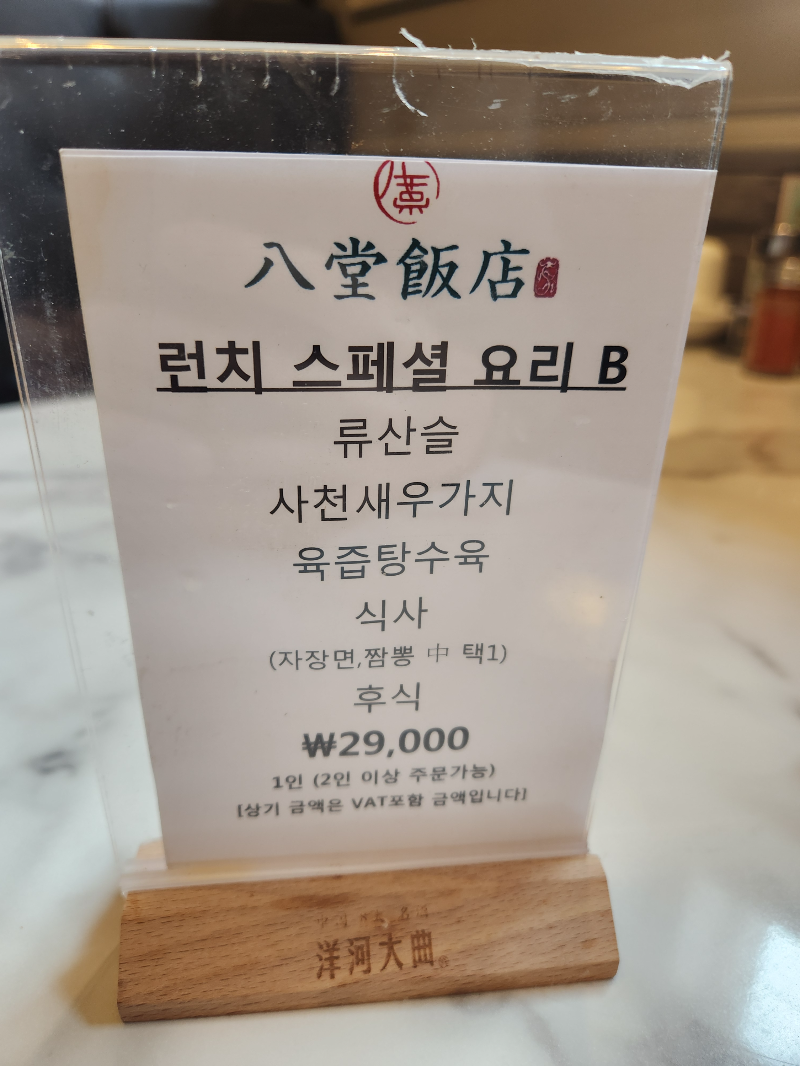 八堂飯店
런치 스페셜 요리 B
류산슬
사천새우가지
육즙탕수육
식사
(자장면,짬뽕 中 택1)
후식
₩29,000
1인 (2인 이상 주문가능)
[상기 금액은 VAT포함 금액입니다]
洋河大曲